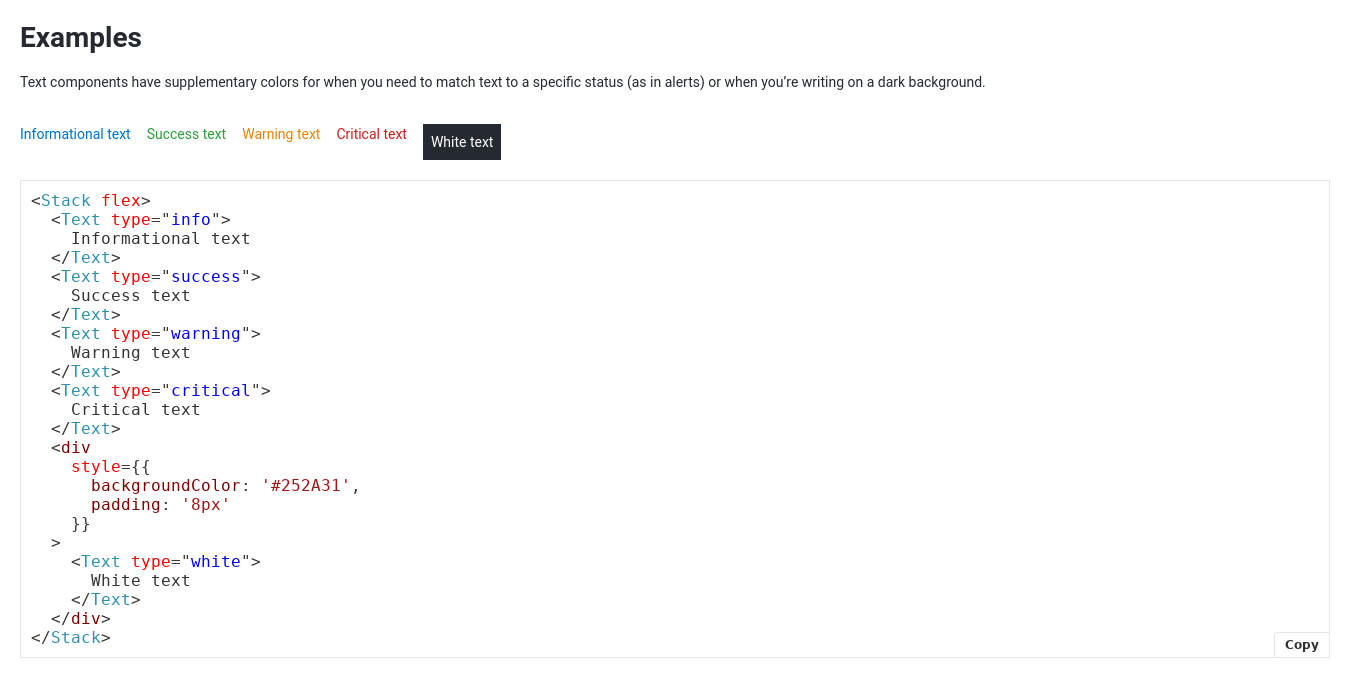 Examples
Text components have supplementary colors for when you need to match text to a specific status (as in alerts) or when you’re writing on a dark background.
Informational text Success text Warning text Critical text White text
<Stack flex>
  <Text type="info">
    Informational text
  </Text>
  <Text type="success">
    Success text
  </Text>
  <Text type="warning">
    Warning text
  </Text>
  <Text type="critical">
    Critical text
  </Text>
  <div
    style={{
      backgroundColor: '#252A31',
      padding: '8px'
    }}
  >
    <Text type="white">
      White text
    </Text>
  </div>
</Stack>
Copy